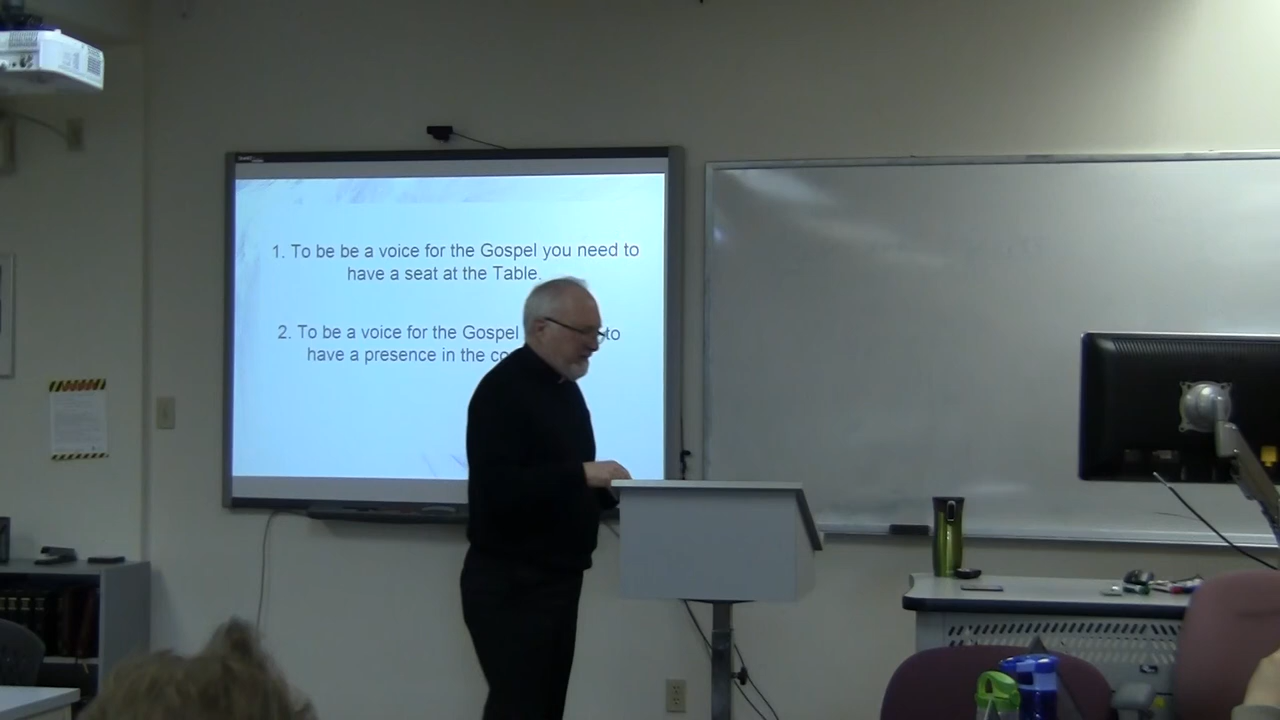 1. To be be a voice for the Gospel you need to
have a seat at the Table.
2. To be a voice for the Gospel to
have a presence in the